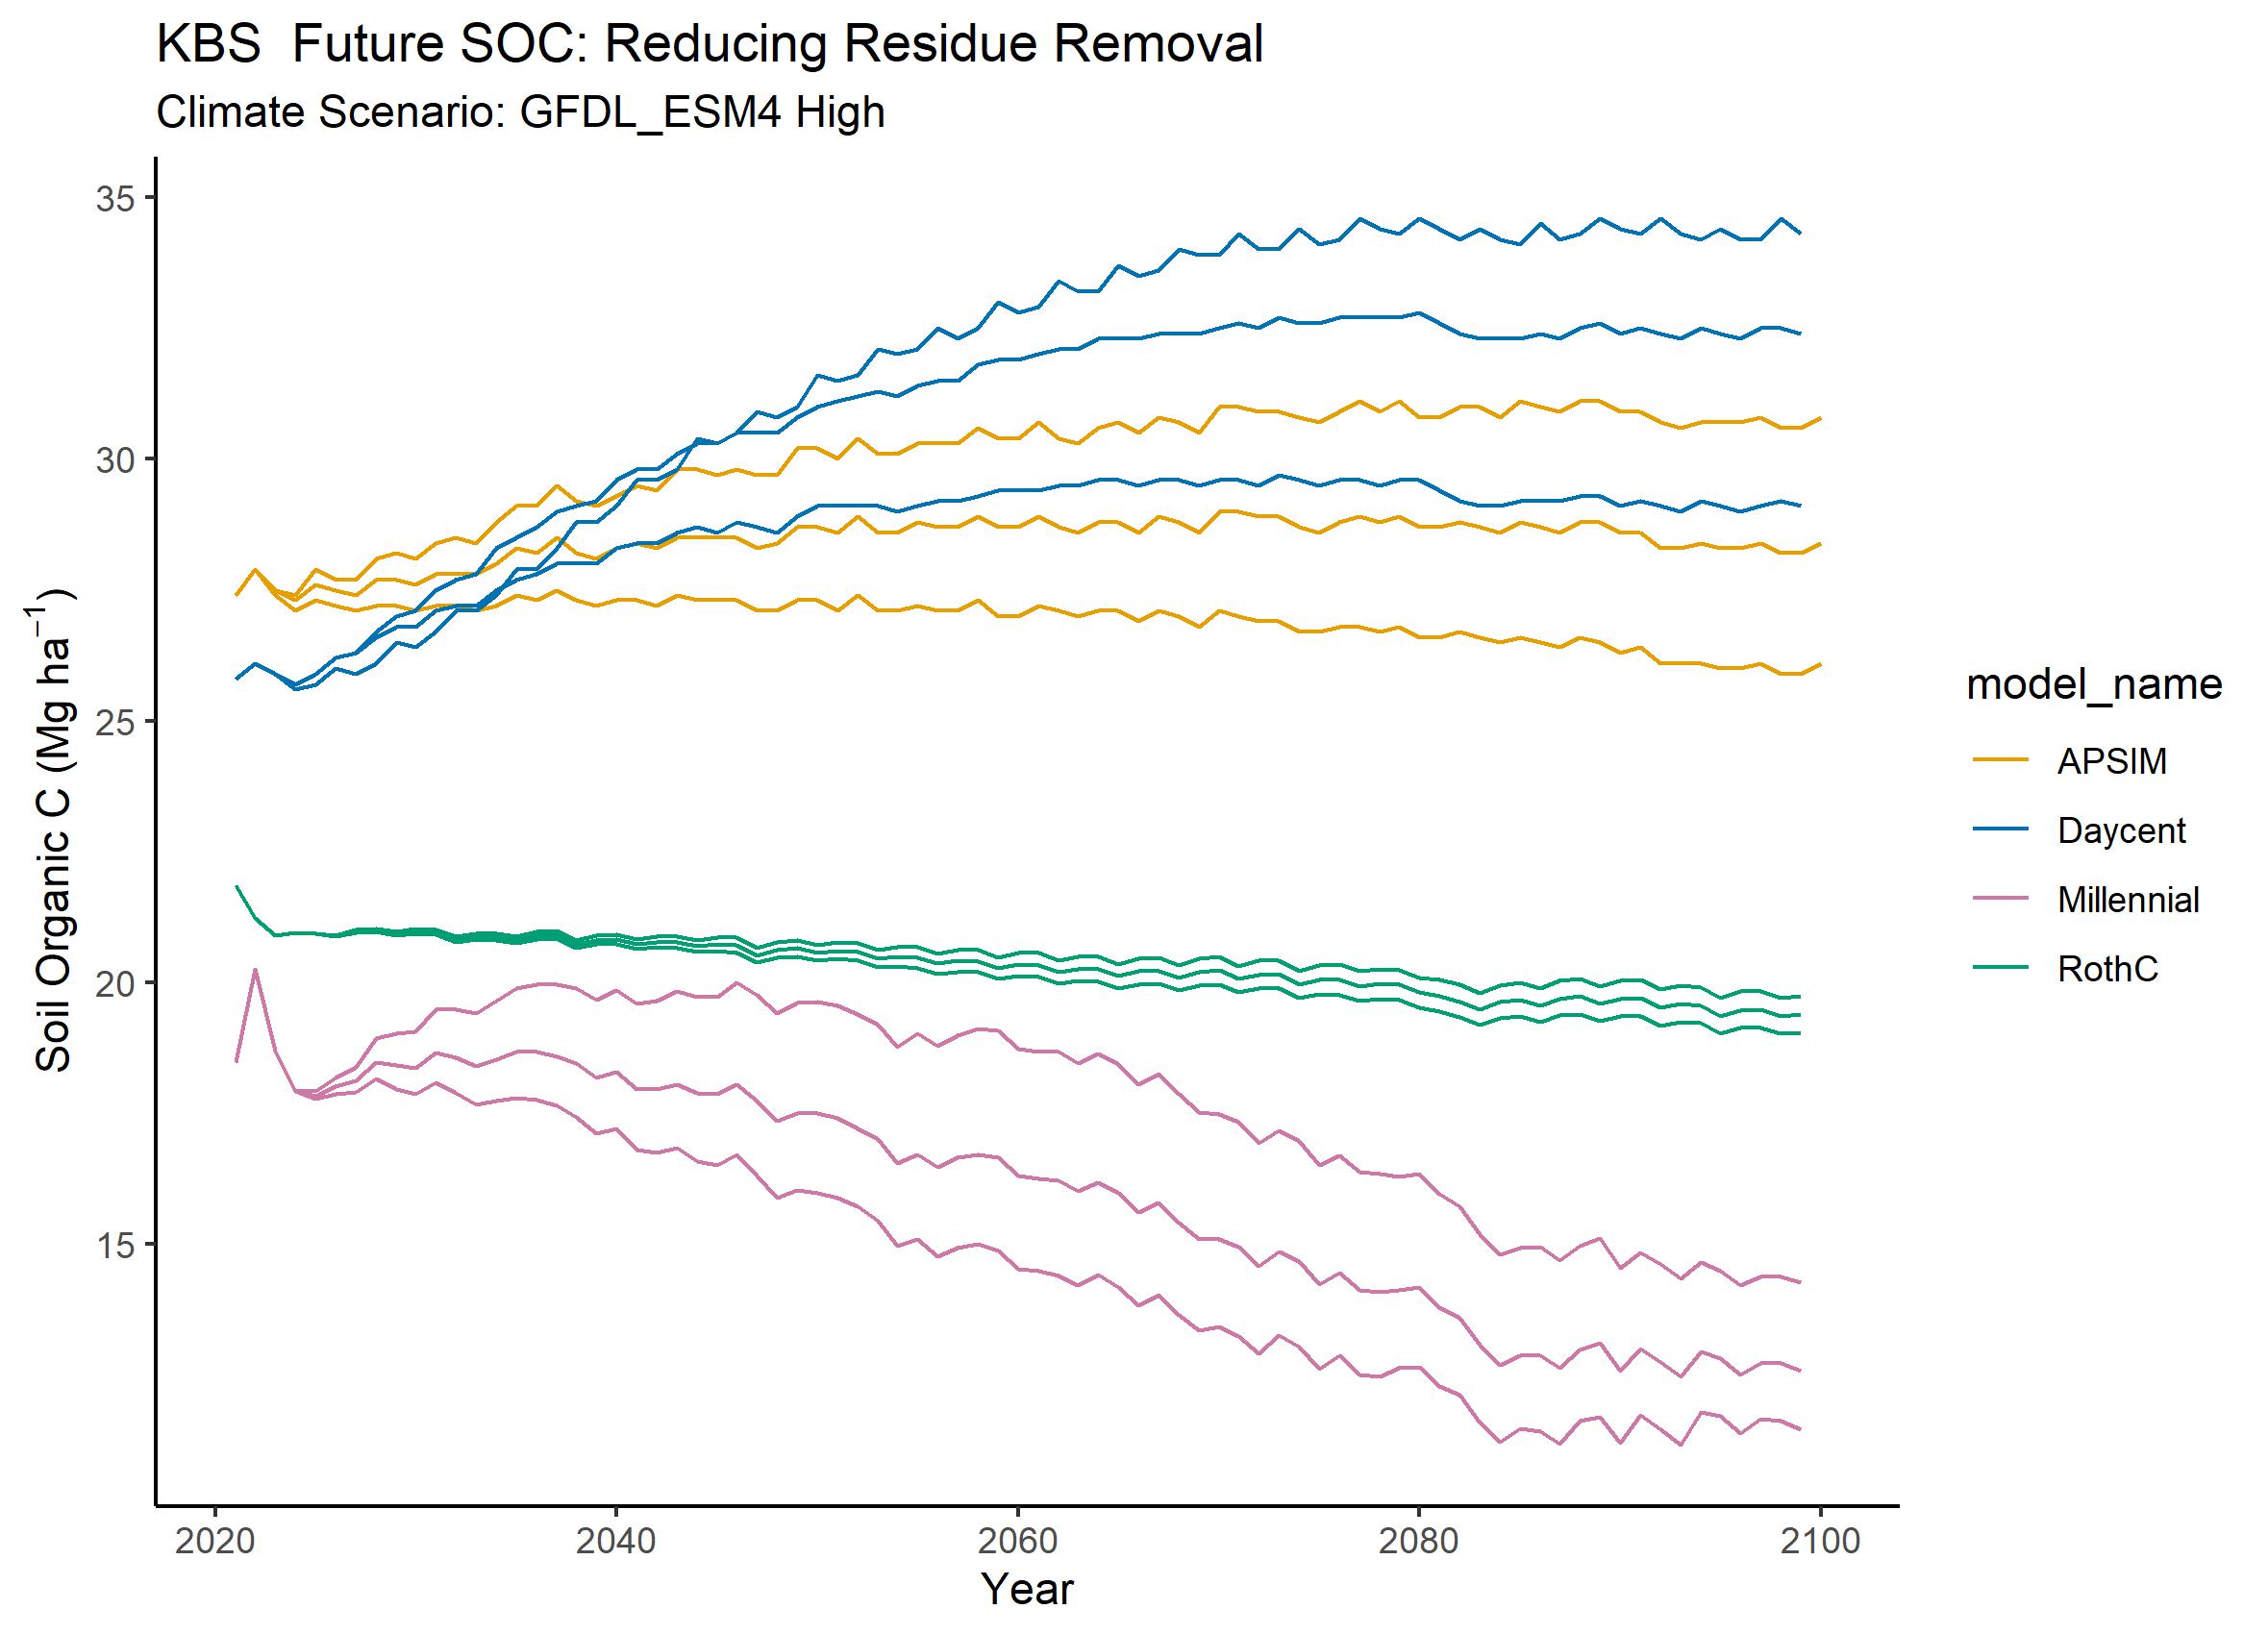 KBS  Future SOC: Reducing Residue Removal
Climate Scenario: GFDL_ESM4 High
35
30
25
20
15
Soil Organic C (Mg ha⁻¹)
2020 2040 2060 2080 2100
Year
model_name
APSIM
Daycent
Millennial
RothC